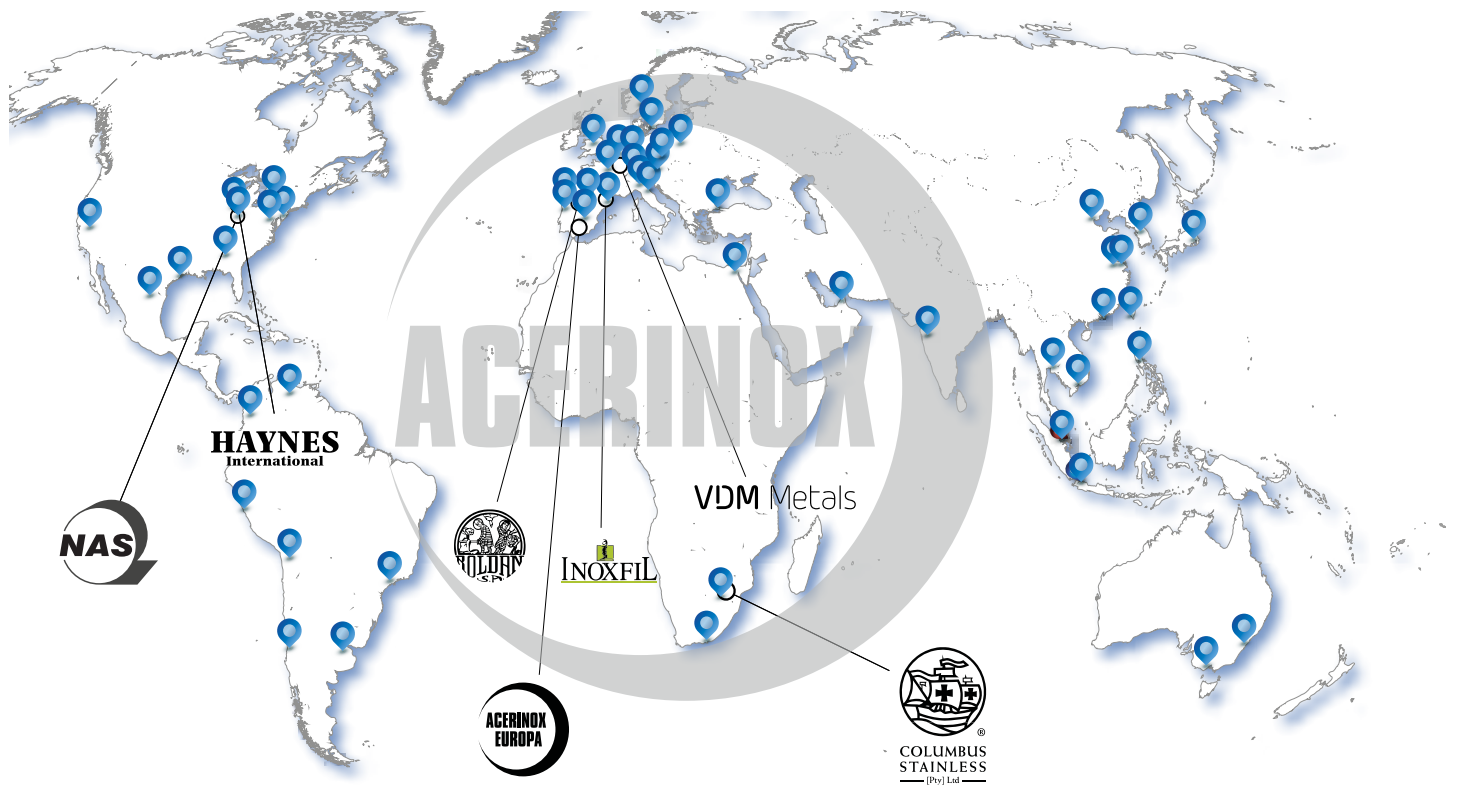 ACERINOX
HAYNES
International
VDM Metals
NAS
ROLDAN
S.A.
INOXFIL
ACERINOX
EUROPA
®
COLUMBUS
STAINLESS
[Pty] Ltd